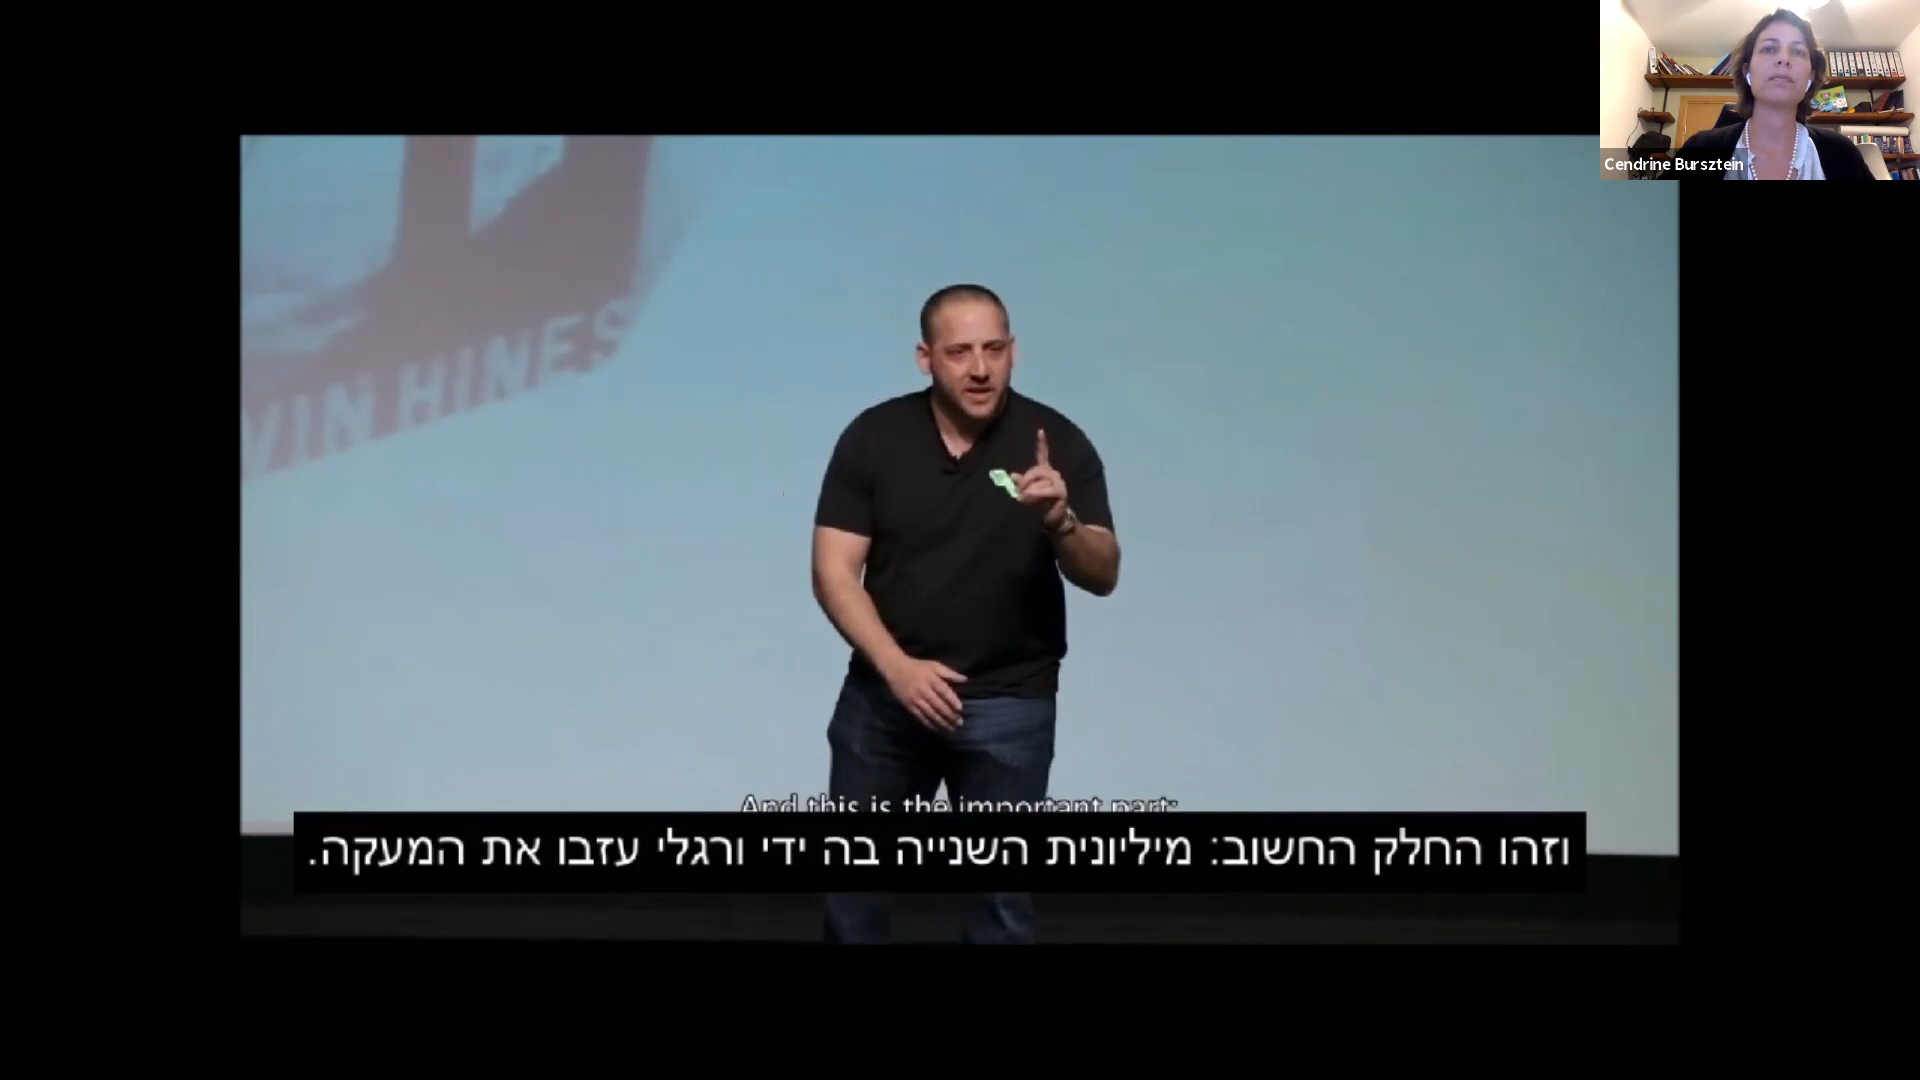 Cendrine Bursztein
VIN HINES
And this is the important part:
וזהו החלק החשוב: מיליונית השנייה בה ידי ורגלי עזבו את המעקה.